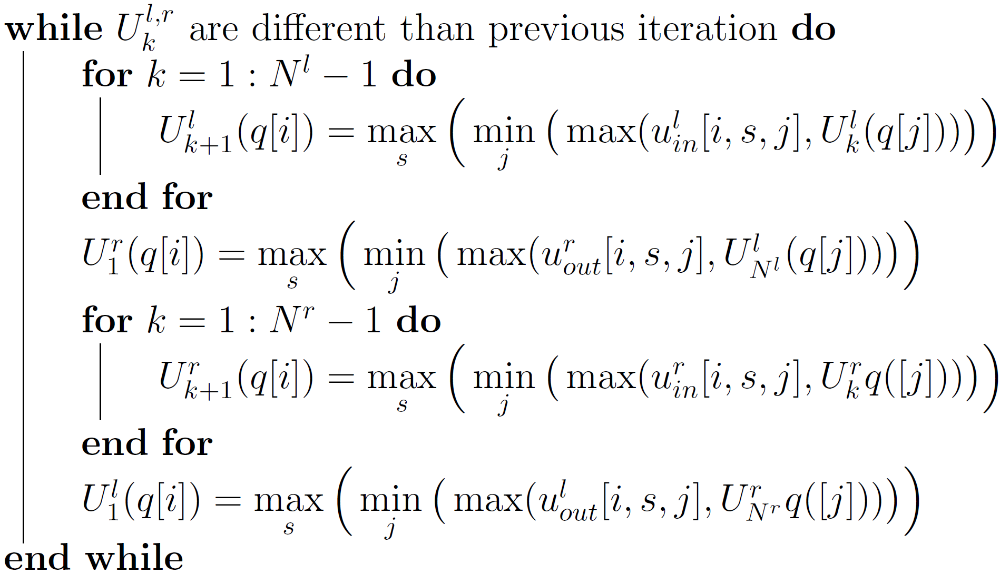 while $U_k^{l,r}$ are different than previous iteration do
for $k = 1 : N^l - 1$ do
$U_{k+1}^l(q[i]) = \max_s \Big( \min_j \big( \max(u_{in}^l[i, s, j], U_k^l(q[j])) \big) \Big)$
end for
$U_1^r(q[i]) = \max_s \Big( \min_j \big( \max(u_{out}^r[i, s, j], U_{N^l}^l(q[j])) \big) \Big)$
for $k = 1 : N^r - 1$ do
$U_{k+1}^r(q[i]) = \max_s \Big( \min_j \big( \max(u_{in}^r[i, s, j], U_k^r q([j])) \big) \Big)$
end for
$U_1^l(q[i]) = \max_s \Big( \min_j \big( \max(u_{out}^l[i, s, j], U_{N^r}^r q([j])) \big) \Big)$
end while